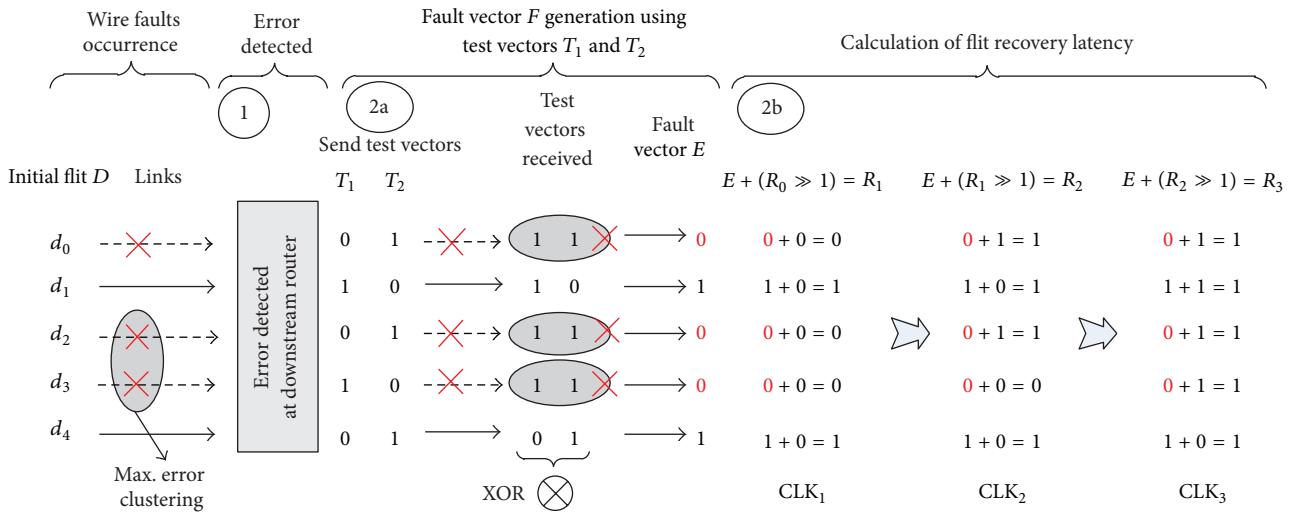 Wire faults
occurrence
Error
detected
Fault vector F generation using
test vectors T₁ and T₂
Calculation of flit recovery latency
1
2a
2b
Send test vectors
Test
vectors
received
Fault
vector E
Initial flit D Links
T₁ T₂
E + (R₀ ≫ 1) = R₁
E + (R₁ ≫ 1) = R₂
E + (R₂ ≫ 1) = R₃
Error detected
at downstream router
d₀ 0 1 1 1 0 0 + 0 = 0 0 + 1 = 1 0 + 1 = 1
d₁ 1 0 1 0 1 1 + 0 = 1 1 + 0 = 1 1 + 1 = 1
d₂ 0 1 1 1 0 0 + 0 = 0 0 + 1 = 1 0 + 1 = 1
d₃ 1 0 1 1 0 0 + 0 = 0 0 + 0 = 0 0 + 1 = 1
d₄ 0 1 0 1 1 1 + 0 = 1 1 + 0 = 1 1 + 0 = 1
Max. error
clustering
XOR
CLK₁
CLK₂
CLK₃